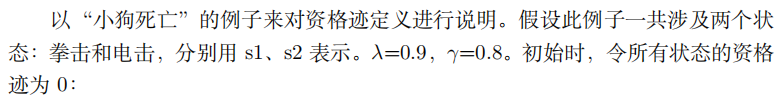 以“小狗死亡”的例子来对资格迹定义进行说明。假设此例子一共涉及两个状
态：拳击和电击，分别用 s1、s2 表示。λ=0.9，γ=0.8。初始时，令所有状态的资格
迹为 0：